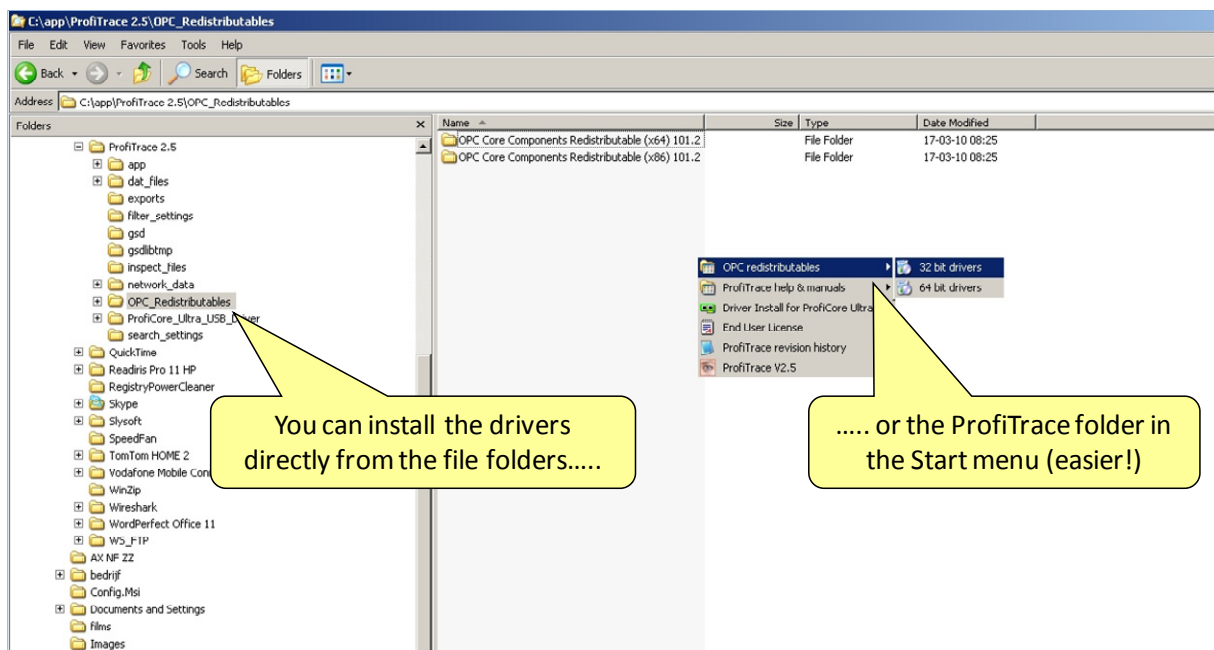 C:\app\ProfiTrace 2.5\OPC_Redistributables
File Edit View Favorites Tools Help
Back Search Folders
Address C:\app\ProfiTrace 2.5\OPC_Redistributables
Folders
ProfiTrace 2.5
app
dat_files
exports
filter_settings
gsd
gsdlibtmp
inspect_files
network_data
OPC_Redistributables
ProfiCore_Ultra_USB_Driver
search_settings
QuickTime
Readiris Pro 11 HP
RegistryPowerCleaner
Skype
Slysoft
SpeedFan
TomTom HOME 2
Vodafone Mobile
WinZip
Wireshark
WordPerfect Office 11
WS_FTP
AX NF ZZ
bedrijf
Config.Msi
Documents and Settings
films
Images
Name Size Type Date Modified
OPC Core Components Redistributable (x64) 101.2 File Folder 17-03-10 08:25
OPC Core Components Redistributable (x86) 101.2 File Folder 17-03-10 08:25
OPC redistributables
ProfiTrace help & manuals
Driver Install for ProfiCore Ultra
End User License
ProfiTrace revision history
ProfiTrace V2.5
32 bit drivers
64 bit drivers
You can install the drivers
directly from the file folders.....
..... or the ProfiTrace folder in
the Start menu (easier!)